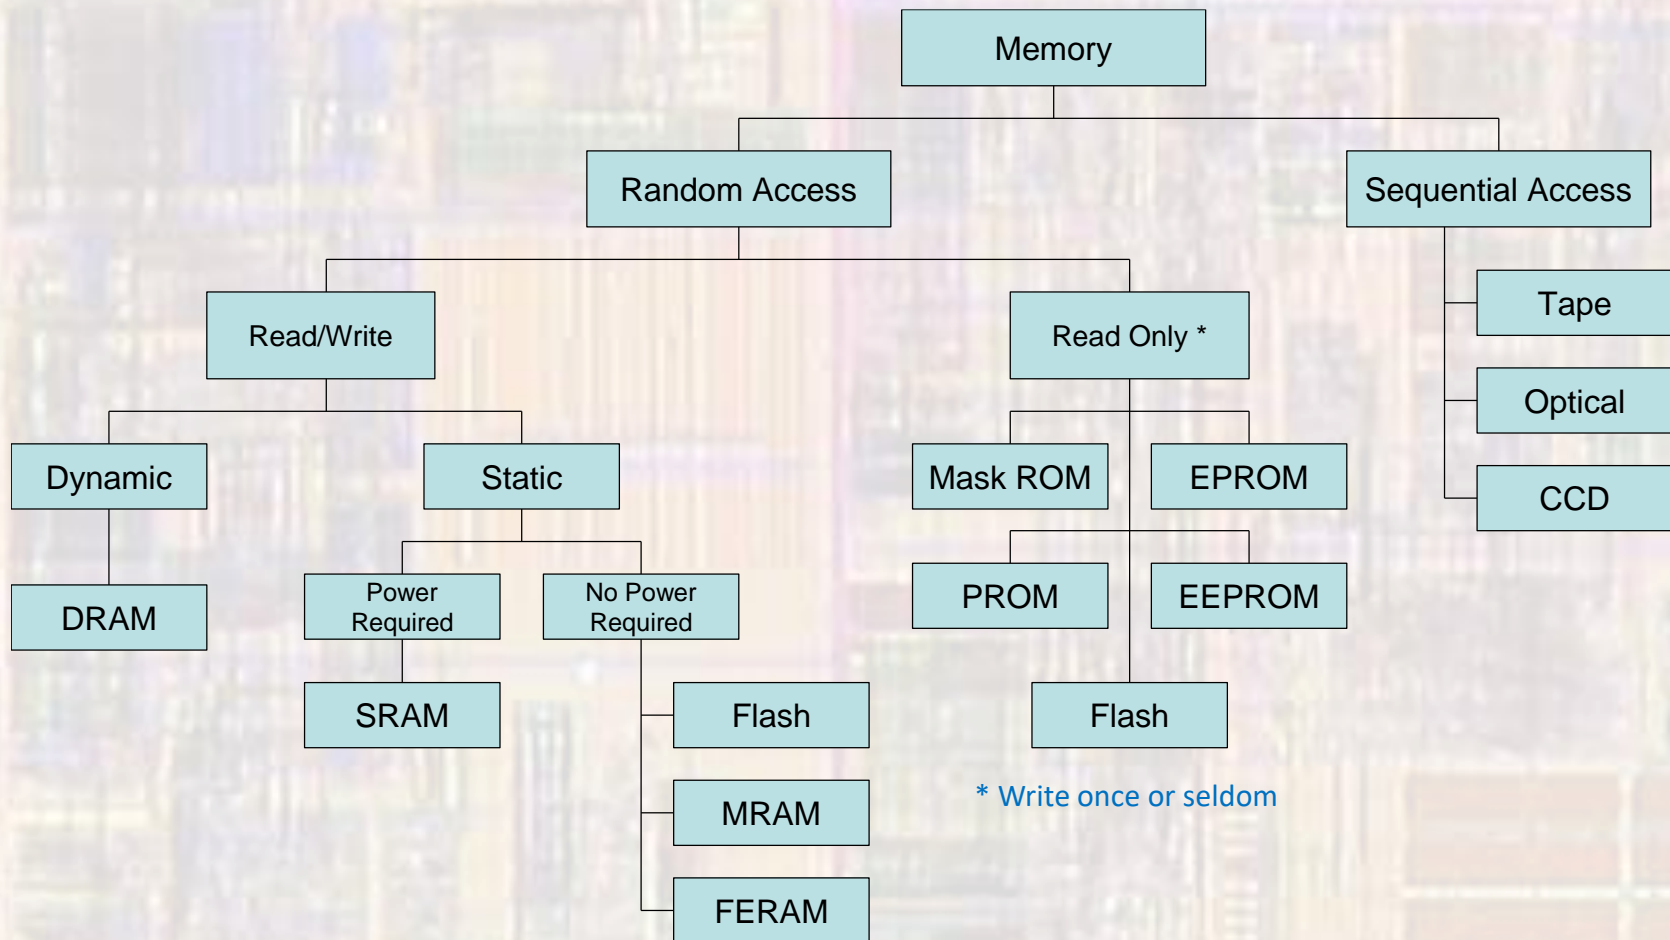 Memory
Random Access
Sequential Access
Tape
Read/Write
Read Only *
Optical
Dynamic
Static
Mask ROM
EPROM
CCD
Power
Required
No Power
Required
DRAM
PROM
EEPROM
SRAM
Flash
Flash
MRAM
* Write once or seldom
FERAM